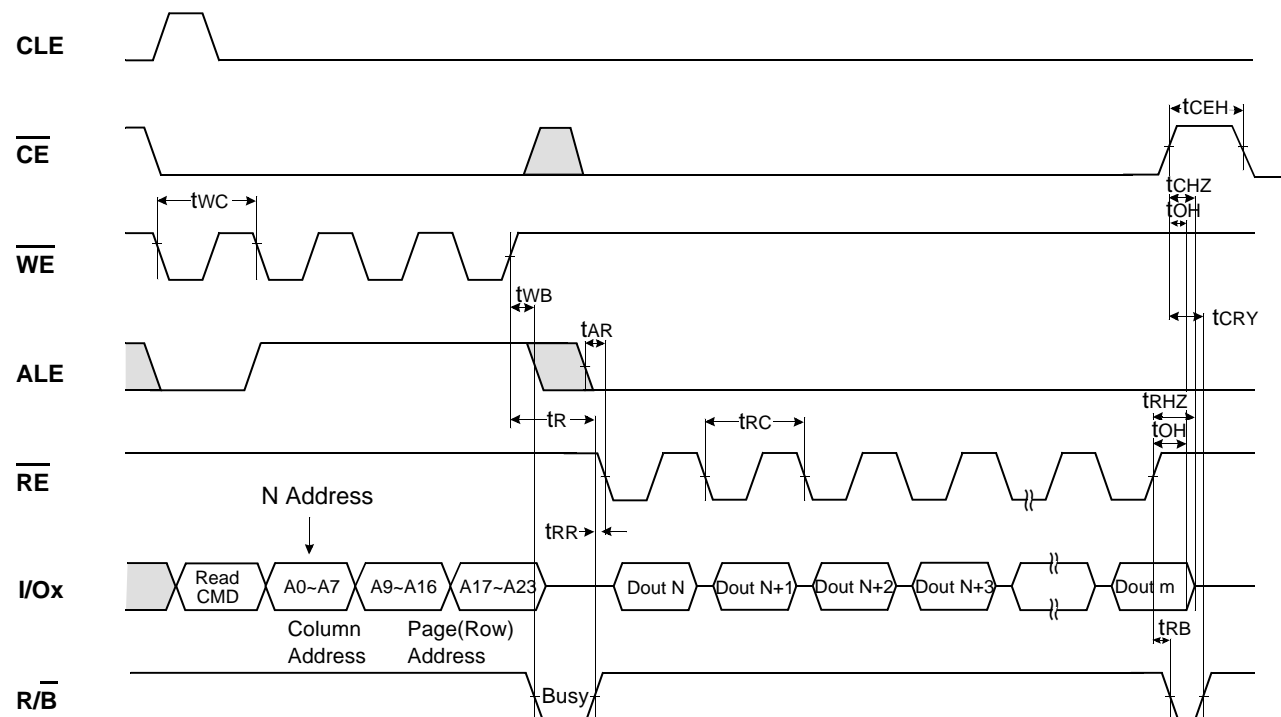 CLE
tCEH
CE
tCHZ
tWC
tOH
WE
tWB
tCRY
tAR
ALE
tRHZ
tR
tRC
tOH
RE
N Address
tRR
I/Ox
Read CMD
A0~A7
A9~A16
A17~A23
Dout N
Dout N+1
Dout N+2
Dout N+3
Dout m
Column Address
Page(Row) Address
tRB
R/B
Busy